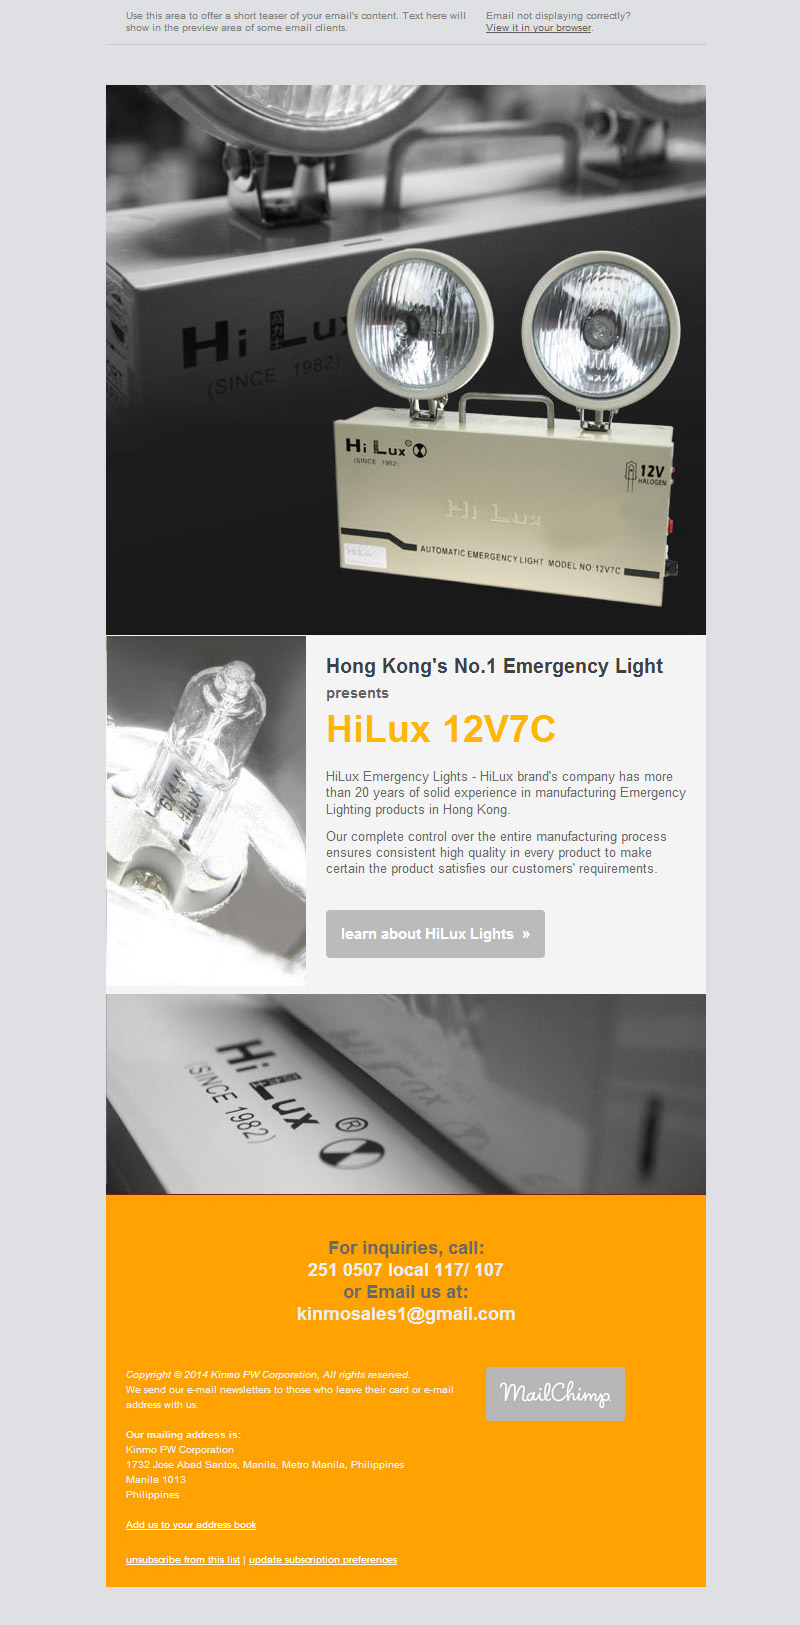 Use this area to offer a short teaser of your email's content. Text here will
show in the preview area of some email clients.
Email not displaying correctly?
View it in your browser.
Hi Lux
(SINCE 1982)
Hi Lux®
(SINCE 1982)
12V
HALOGEN
Hi Lux
HiLux
AUTOMATIC EMERGENCY LIGHT MODEL NO:12V7C
HILUX
Hong Kong's No.1 Emergency Light
presents
HiLux 12V7C
HiLux Emergency Lights - HiLux brand's company has more
than 20 years of solid experience in manufacturing Emergency
Lighting products in Hong Kong.
Our complete control over the entire manufacturing process
ensures consistent high quality in every product to make
certain the product satisfies our customers' requirements.
learn about HiLux Lights »
Hi Lux ®
(SINCE 1982)
For inquiries, call:
251 0507 local 117/ 107
or Email us at:
kinmosales1@gmail.com
Copyright © 2014 Kinmo PW Corporation, All rights reserved.
We send our e-mail newsletters to those who leave their card or e-mail
address with us.
Our mailing address is:
Kinmo PW Corporation
1732 Jose Abad Santos, Manila, Metro Manila, Philippines
Manila 1013
Philippines
Add us to your address book
unsubscribe from this list | update subscription preferences
MailChimp